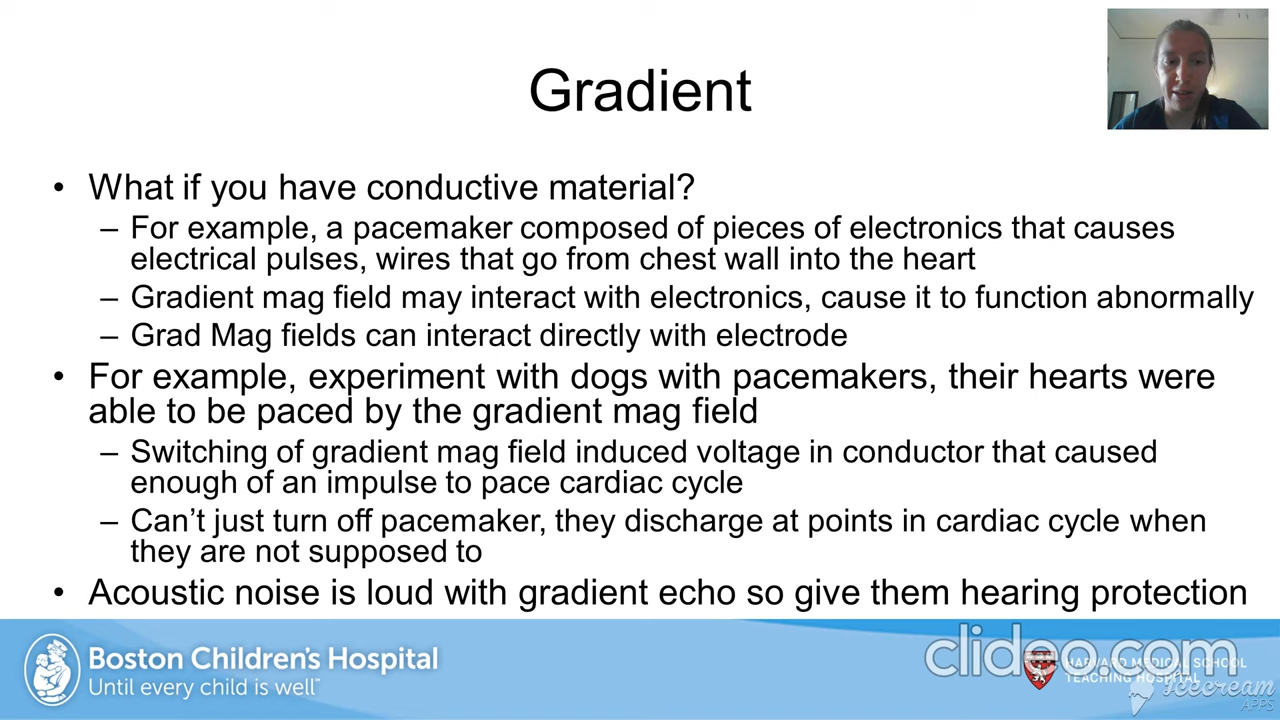 Gradient
• What if you have conductive material?
– For example, a pacemaker composed of pieces of electronics that causes
electrical pulses, wires that go from chest wall into the heart
– Gradient mag field may interact with electronics, cause it to function abnormally
– Grad Mag fields can interact directly with electrode
• For example, experiment with dogs with pacemakers, their hearts were
able to be paced by the gradient mag field
– Switching of gradient mag field induced voltage in conductor that caused
enough of an impulse to pace cardiac cycle
– Can’t just turn off pacemaker, they discharge at points in cardiac cycle when
they are not supposed to
• Acoustic noise is loud with gradient echo so give them hearing protection
Boston Children's Hospital
Until every child is well™
clideo.com
HARVARD MEDICAL SCHOOL
TEACHING HOSPITAL
Icecream
APPS